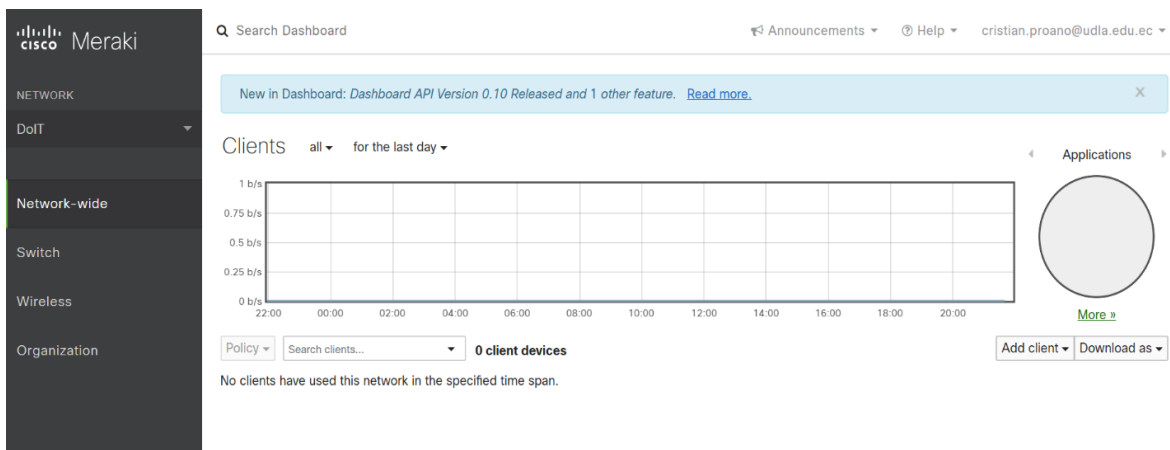 cisco Meraki
NETWORK
DoIT
Network-wide
Switch
Wireless
Organization
Search Dashboard
Announcements
Help
cristian.proano@udla.edu.ec
New in Dashboard: Dashboard API Version 0.10 Released and 1 other feature. Read more.
X
Clients all for the last day
Applications
1 b/s
0.75 b/s
0.5 b/s
0.25 b/s
0 b/s
22:00 00:00 02:00 04:00 06:00 08:00 10:00 12:00 14:00 16:00 18:00 20:00
More »
Policy Search clients... 0 client devices
Add client Download as
No clients have used this network in the specified time span.